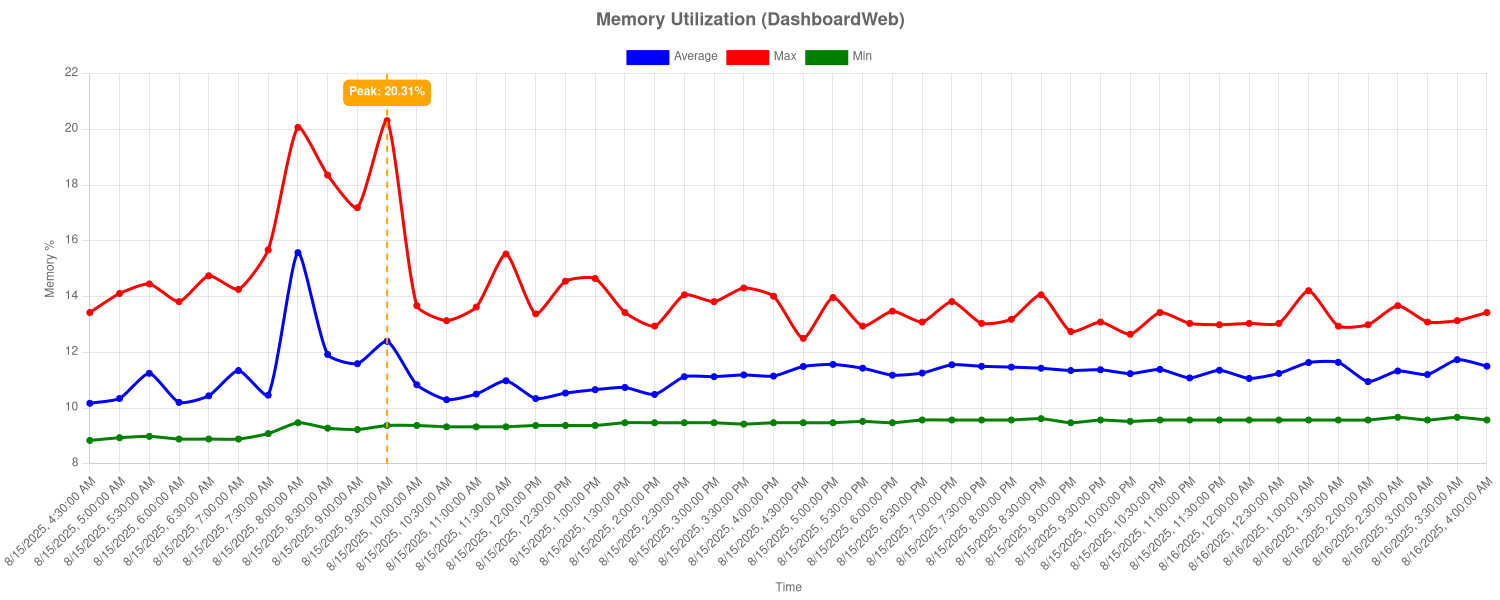 Memory Utilization (DashboardWeb)
Average Max Min
Peak: 20.31%
22
20
18
16
14
12
10
8
Memory %
8/15/2025, 4:30:00 AM
8/15/2025, 5:00:00 AM
8/15/2025, 5:30:00 AM
8/15/2025, 6:00:00 AM
8/15/2025, 6:30:00 AM
8/15/2025, 7:00:00 AM
8/15/2025, 7:30:00 AM
8/15/2025, 8:00:00 AM
8/15/2025, 8:30:00 AM
8/15/2025, 9:00:00 AM
8/15/2025, 9:30:00 AM
8/15/2025, 10:00:00 AM
8/15/2025, 10:30:00 AM
8/15/2025, 11:00:00 AM
8/15/2025, 11:30:00 AM
8/15/2025, 12:00:00 PM
8/15/2025, 12:30:00 PM
8/15/2025, 1:00:00 PM
8/15/2025, 1:30:00 PM
8/15/2025, 2:00:00 PM
8/15/2025, 2:30:00 PM
8/15/2025, 3:00:00 PM
8/15/2025, 3:30:00 PM
8/15/2025, 4:00:00 PM
8/15/2025, 4:30:00 PM
8/15/2025, 5:00:00 PM
8/15/2025, 5:30:00 PM
8/15/2025, 6:00:00 PM
8/15/2025, 6:30:00 PM
8/15/2025, 7:00:00 PM
8/15/2025, 7:30:00 PM
8/15/2025, 8:00:00 PM
8/15/2025, 8:30:00 PM
8/15/2025, 9:00:00 PM
8/15/2025, 9:30:00 PM
8/15/2025, 10:00:00 PM
8/15/2025, 10:30:00 PM
8/15/2025, 11:00:00 PM
8/15/2025, 11:30:00 PM
8/16/2025, 12:00:00 AM
8/16/2025, 12:30:00 AM
8/16/2025, 1:00:00 AM
8/16/2025, 1:30:00 AM
8/16/2025, 2:00:00 AM
8/16/2025, 2:30:00 AM
8/16/2025, 3:00:00 AM
8/16/2025, 3:30:00 AM
8/16/2025, 4:00:00 AM
Time